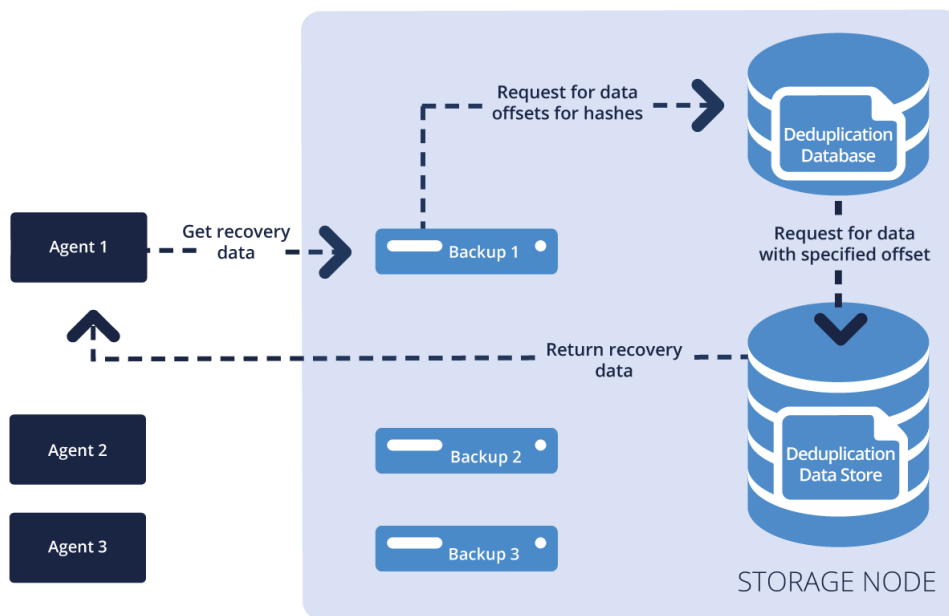 Request for data
offsets for hashes
Deduplication
Database
Agent 1
Get recovery
data
Backup 1
Request for data
with specified offset
Return recovery
data
Agent 2
Backup 2
Deduplication
Data Store
Agent 3
Backup 3
STORAGE NODE